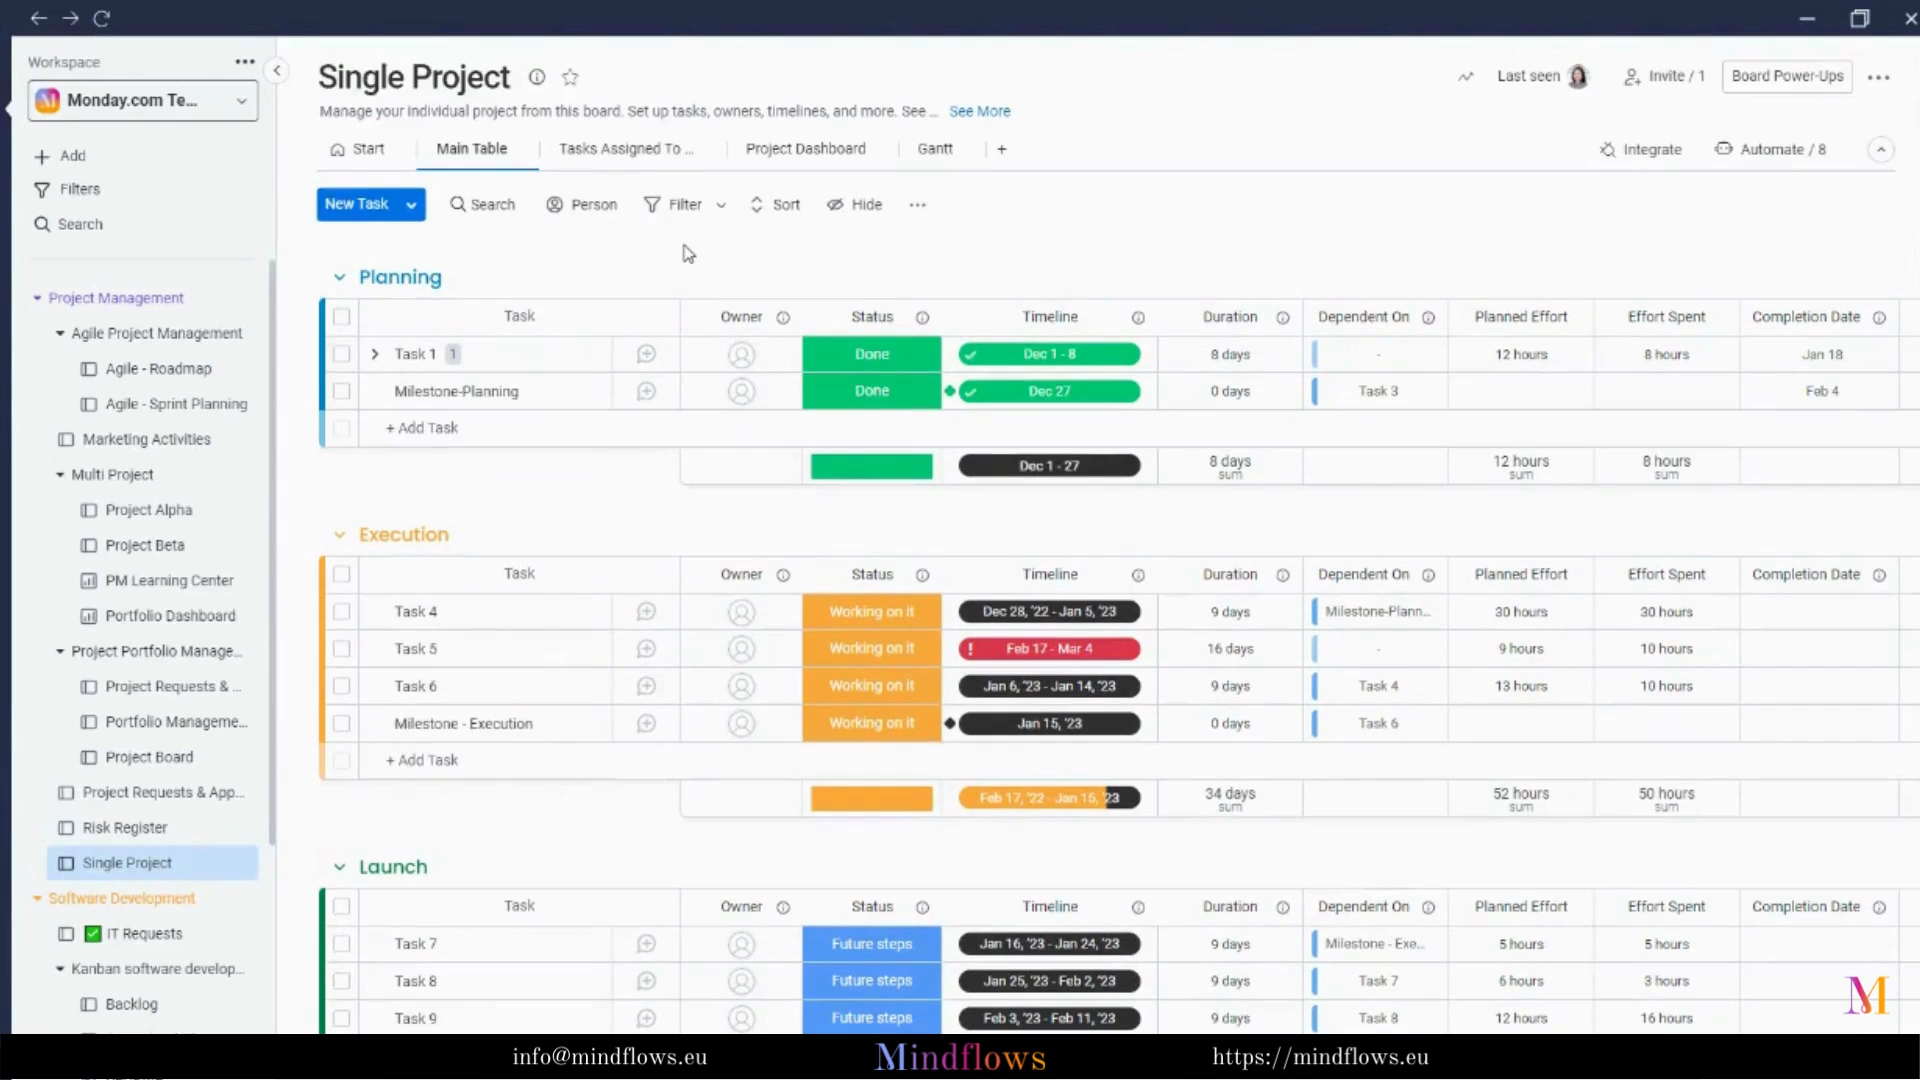 Workspace
Monday.com Te...
Add
Filters
Search
Project Management
Agile Project Management
Agile - Roadmap
Agile - Sprint Planning
Marketing Activities
Multi Project
Project Alpha
Project Beta
PM Learning Center
Portfolio Dashboard
Project Portfolio Manage...
Project Requests & ...
Portfolio Manageme...
Project Board
Project Requests & App...
Risk Register
Single Project
Software Development
IT Requests
Kanban software develop...
Backlog
Single Project
Last seen
Invite / 1
Board Power-Ups
Manage your individual project from this board. Set up tasks, owners, timelines, and more. See ... See More
Start Main Table Tasks Assigned To ... Project Dashboard Gantt + Integrate Automate / 8
New Task Search Person Filter Sort Hide
Planning
Task Owner Status Timeline Duration Dependent On Planned Effort Effort Spent Completion Date
Task 1 1 Done Dec 1 - 8 8 days - 12 hours 8 hours Jan 18
Milestone-Planning Done Dec 27 0 days Task 3 Feb 4
+ Add Task
Dec 1 - 27 8 days 12 hours 8 hours
sum sum sum
Execution
Task Owner Status Timeline Duration Dependent On Planned Effort Effort Spent Completion Date
Task 4 Working on it Dec 28, '22 - Jan 5, '23 9 days Milestone-Plann... 30 hours 30 hours
Task 5 Working on it ! Feb 17 - Mar 4 16 days - 9 hours 10 hours
Task 6 Working on it Jan 6, '23 - Jan 14, '23 9 days Task 4 13 hours 10 hours
Milestone - Execution Working on it Jan 15, '23 0 days Task 6
+ Add Task
Feb 17, '22 - Jan 15, '23 34 days 52 hours 50 hours
sum sum sum
Launch
Task Owner Status Timeline Duration Dependent On Planned Effort Effort Spent Completion Date
Task 7 Future steps Jan 16, '23 - Jan 24, '23 9 days Milestone - Exe... 5 hours 5 hours
Task 8 Future steps Jan 25, '23 - Feb 2, '23 9 days Task 7 6 hours 3 hours
Task 9 Future steps Feb 3, '23 - Feb 11, '23 9 days Task 8 12 hours 16 hours
M
info@mindflows.eu Mindflows https://mindflows.eu